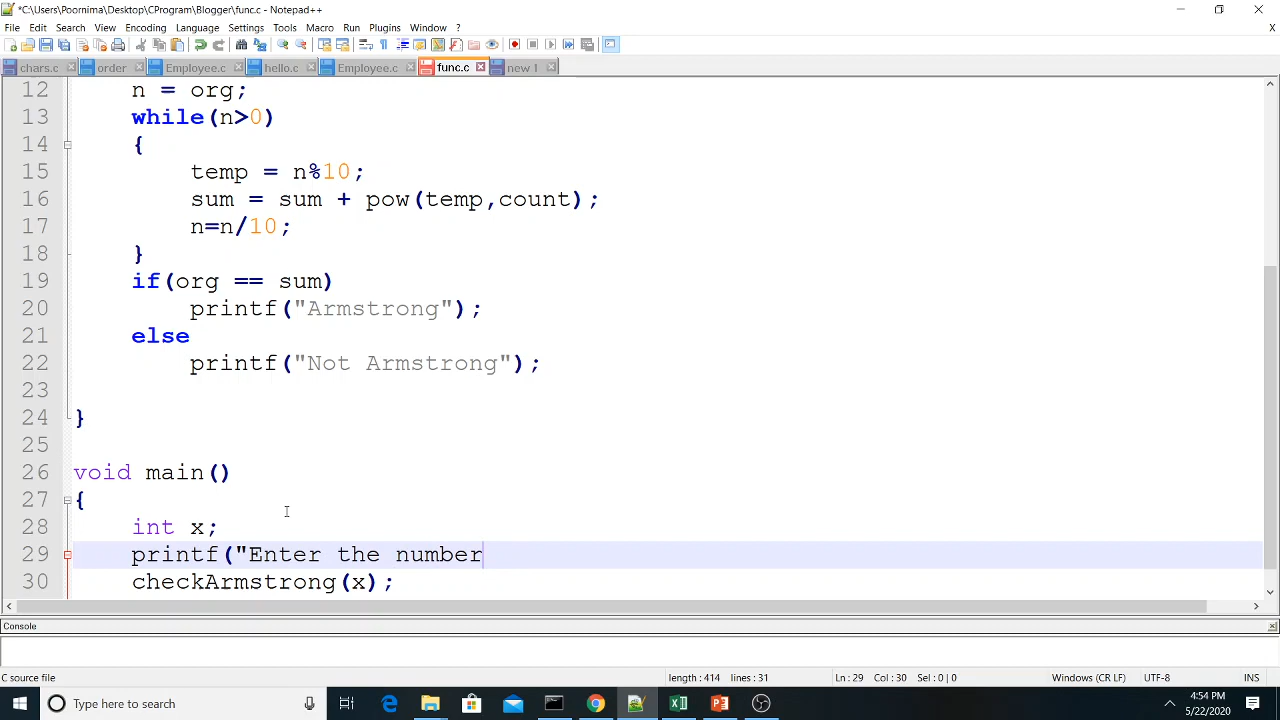 *C:\Users\Poornima\Desktop\CProgram\Blogger\func.c - Notepad++
File Edit Search View Encoding Language Settings Tools Macro Run Plugins Window ? X
chars.c order Employee.c hello.c Employee.c func.c new 1
12 n = org;
13 while(n>0)
14 {
15 temp = n%10;
16 sum = sum + pow(temp,count);
17 n=n/10;
18 }
19 if(org == sum)
20 printf("Armstrong");
21 else
22 printf("Not Armstrong");
23
24 }
25
26 void main()
27 {
28 int x;
29 printf("Enter the number
30 checkArmstrong(x);
Console
C source file length : 414 lines : 31 Ln : 29 Col : 30 Sel : 0 | 0 Windows (CR LF) UTF-8 INS
Type here to search
4:54 PM
5/22/2020